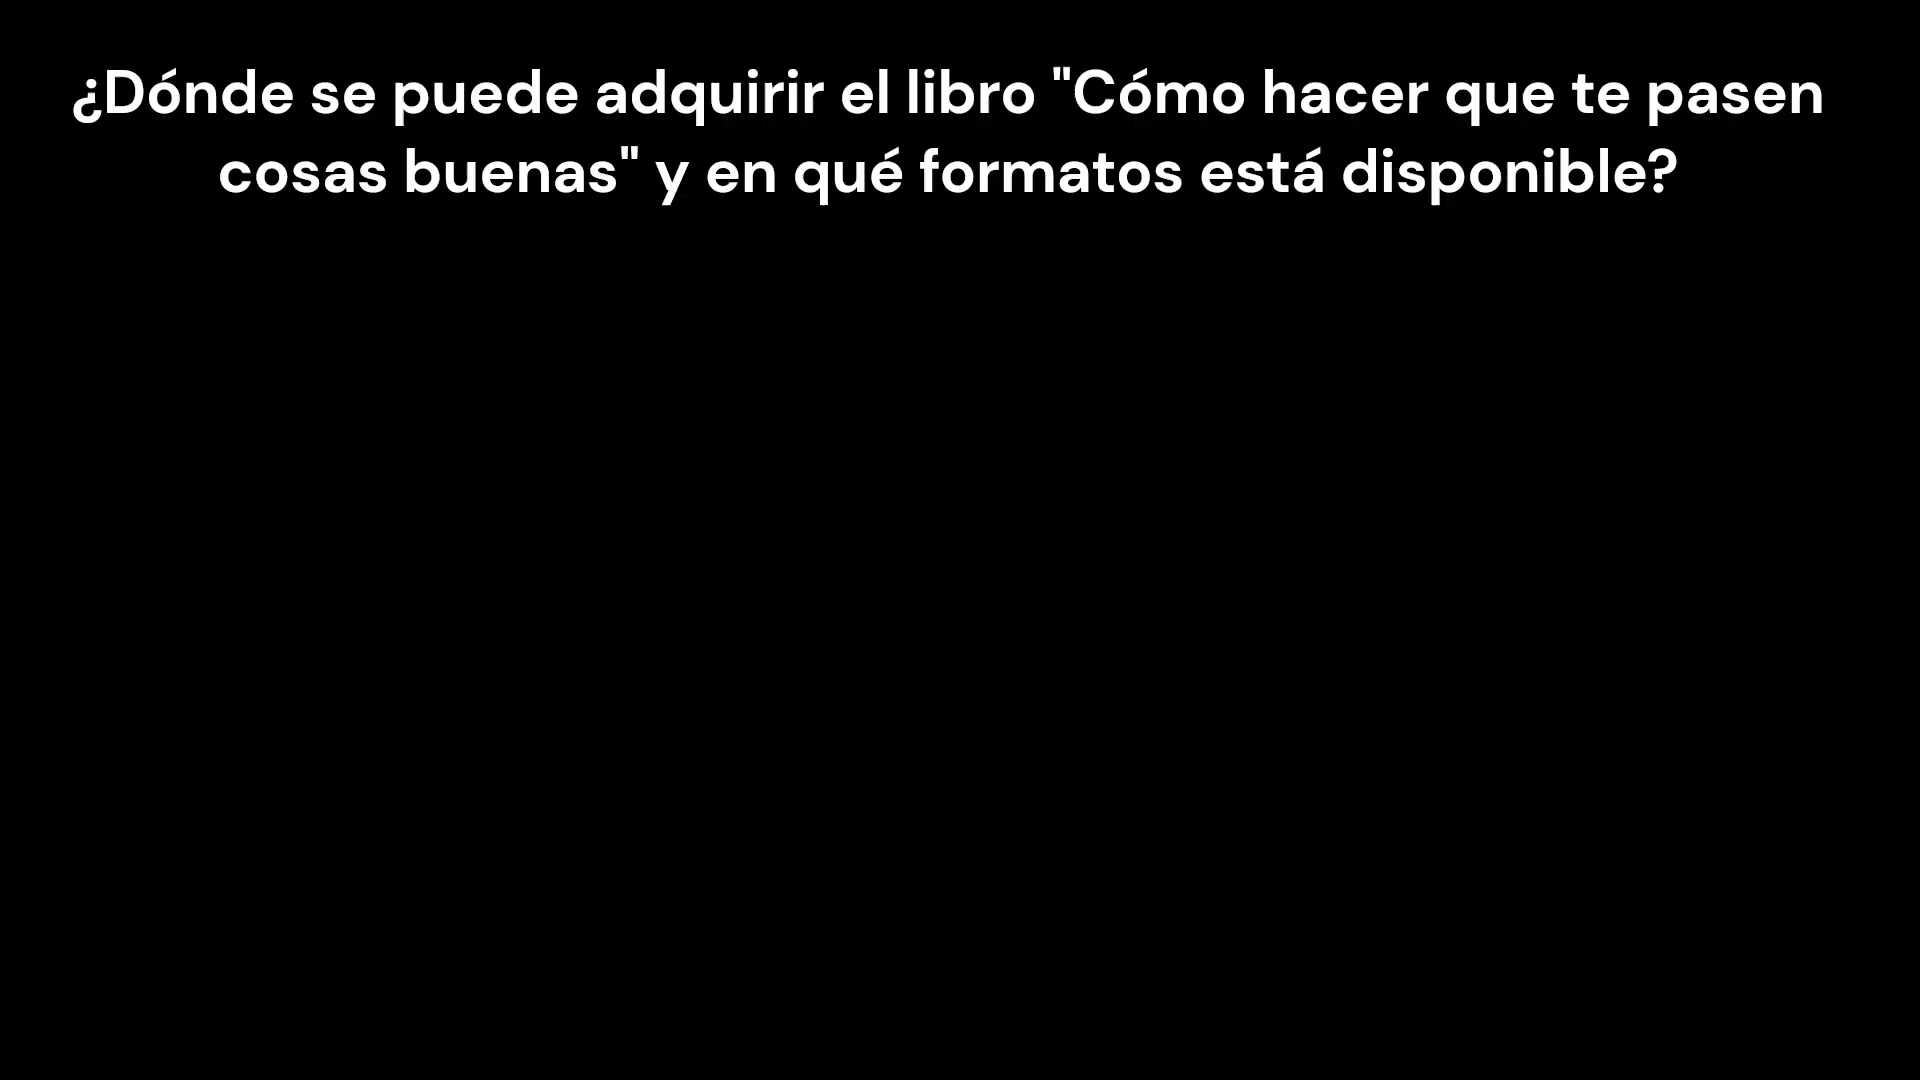 ¿Dónde se puede adquirir el libro "Cómo hacer que te pasen
cosas buenas" y en qué formatos está disponible?